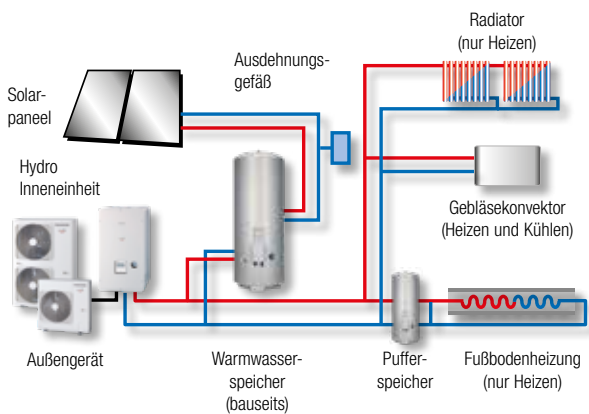 Radiator
(nur Heizen)
Ausdehnungs-
gefäß
Solar-
paneel
Hydro
Inneneinheit
Gebläsekonvektor
(Heizen und Kühlen)
Außengerät
Warmwasser-
speicher
(bauseits)
Puffer-
speicher
Fußbodenheizung
(nur Heizen)